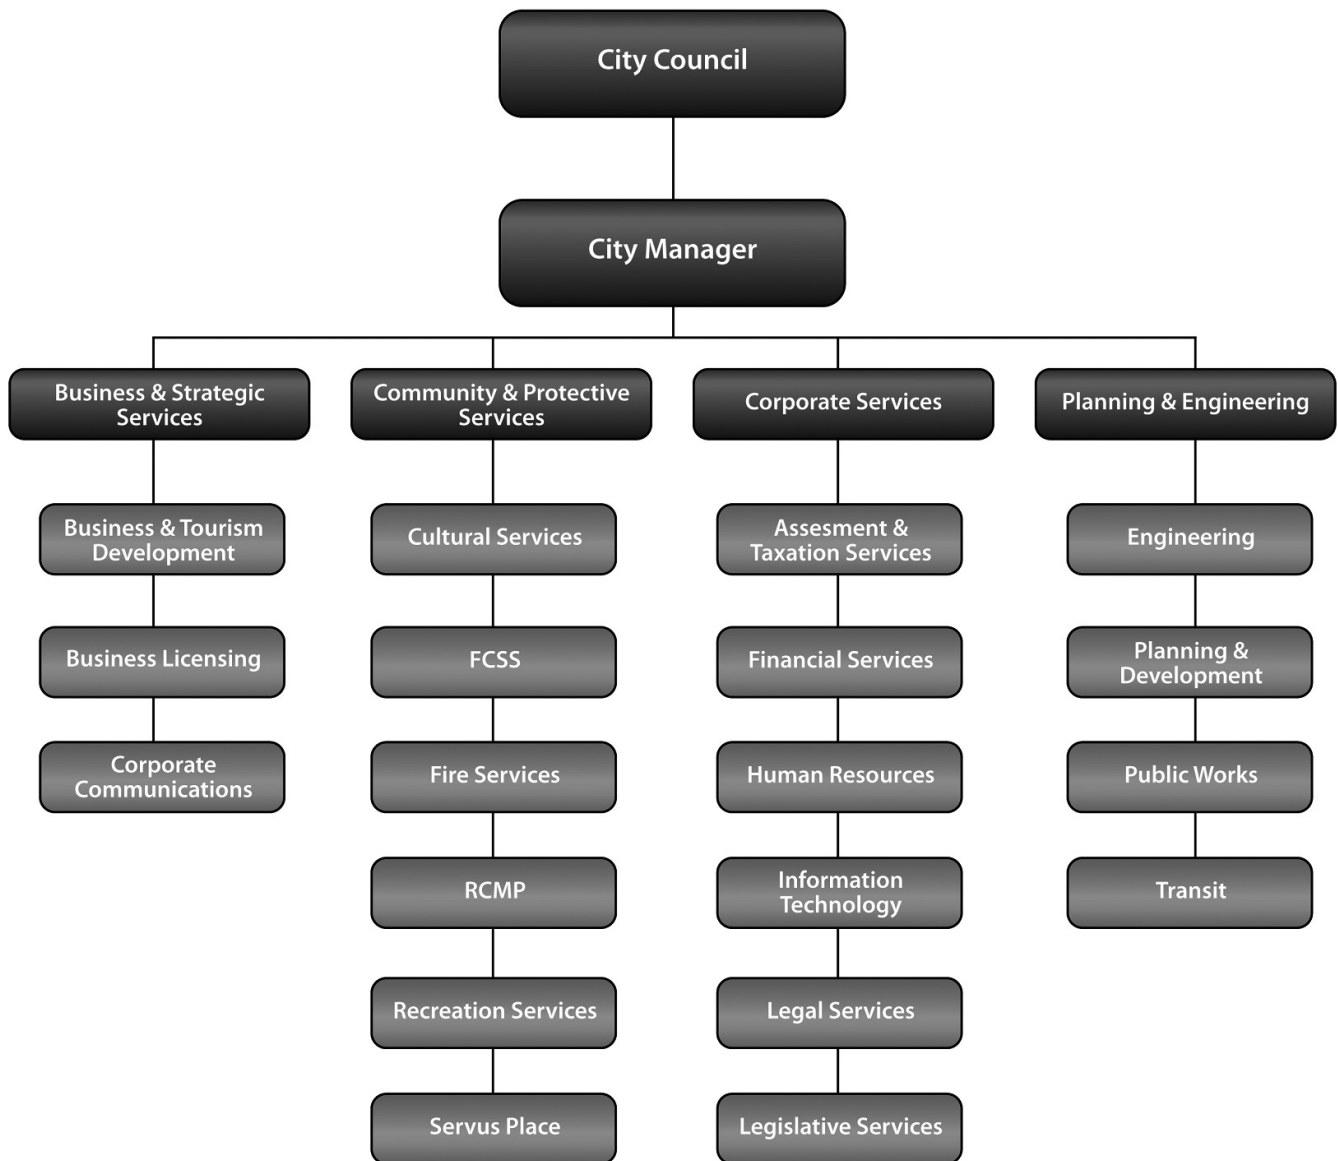 City Council
City Manager
Business & Strategic
Services
Community & Protective
Services
Corporate Services
Planning & Engineering
Business & Tourism
Development
Business Licensing
Corporate
Communications
Cultural Services
FCSS
Fire Services
RCMP
Recreation Services
Servus Place
Assesment &
Taxation Services
Financial Services
Human Resources
Information
Technology
Legal Services
Legislative Services
Engineering
Planning &
Development
Public Works
Transit